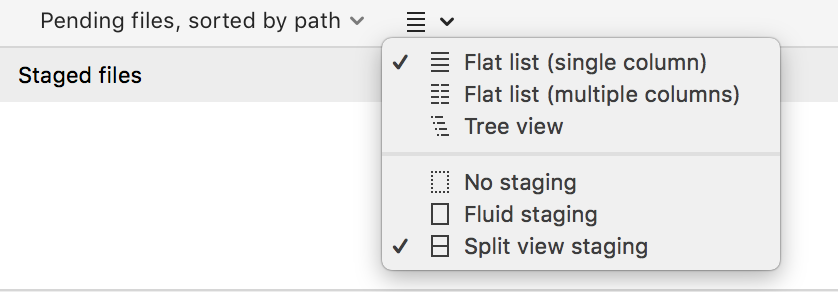 Pending files, sorted by path
Staged files
Flat list (single column)
Flat list (multiple columns)
Tree view
No staging
Fluid staging
Split view staging